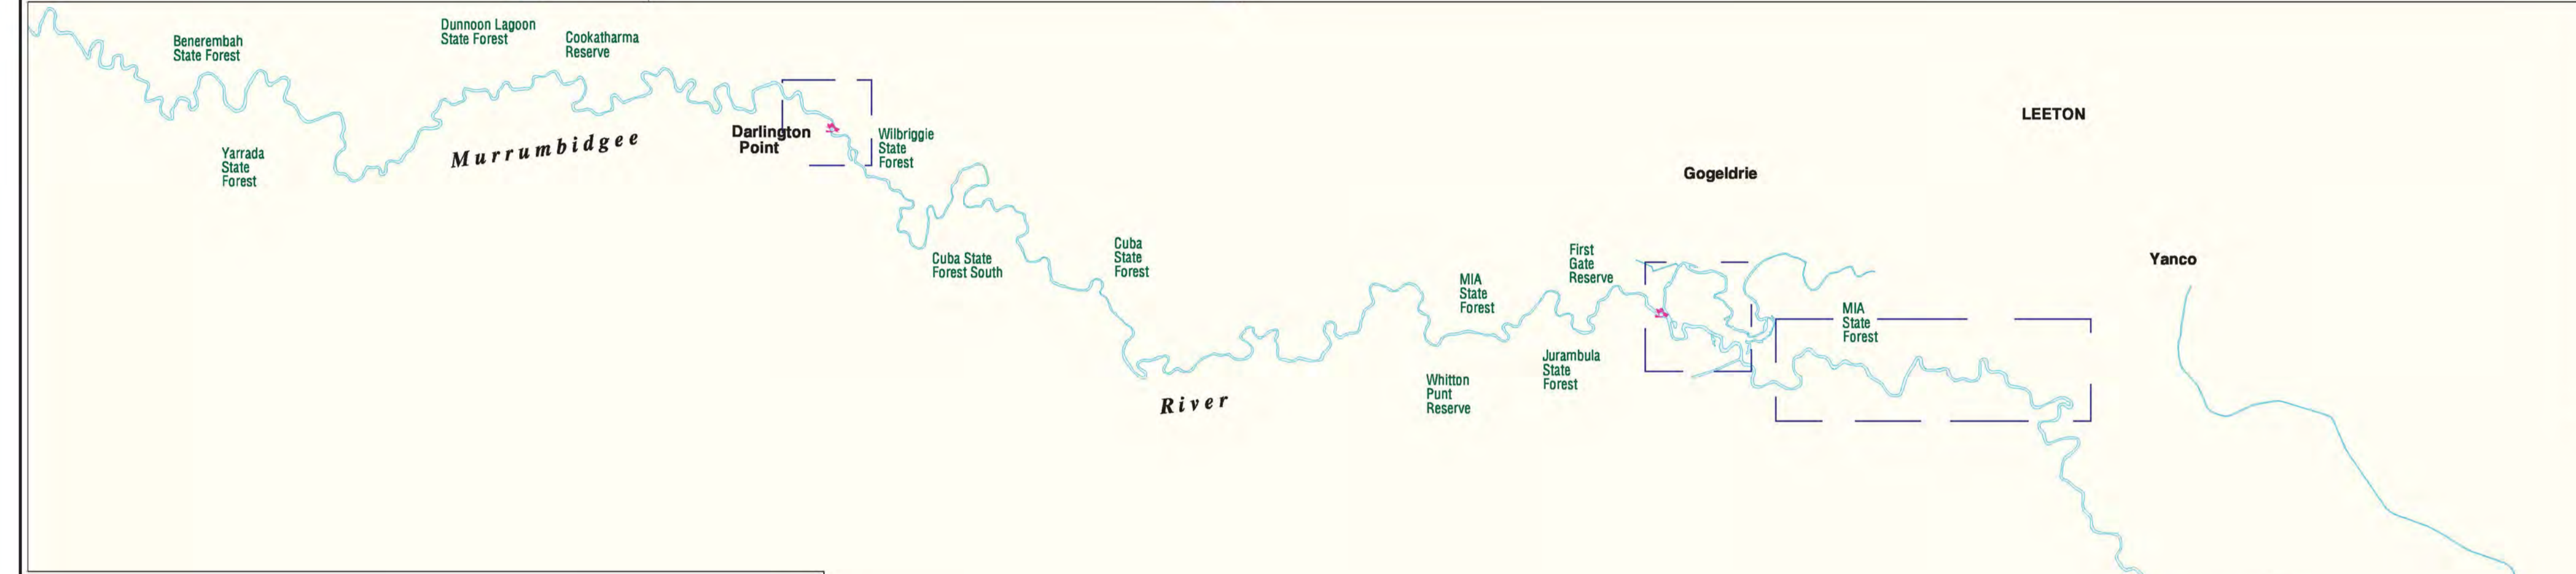 Benerembah
State Forest
Dunnoon Lagoon
State Forest
Cookatharma
Reserve
Yarrada
State
Forest
Murrumbidgee
Darlington
Point
Wilbriggie
State
Forest
LEETON
Gogeldrie
Cuba State
Forest South
Cuba
State
Forest
First
Gate
Reserve
MIA
State
Forest
Yanco
MIA
State
Forest
Jurambula
State
Forest
Whitton
Punt
Reserve
River